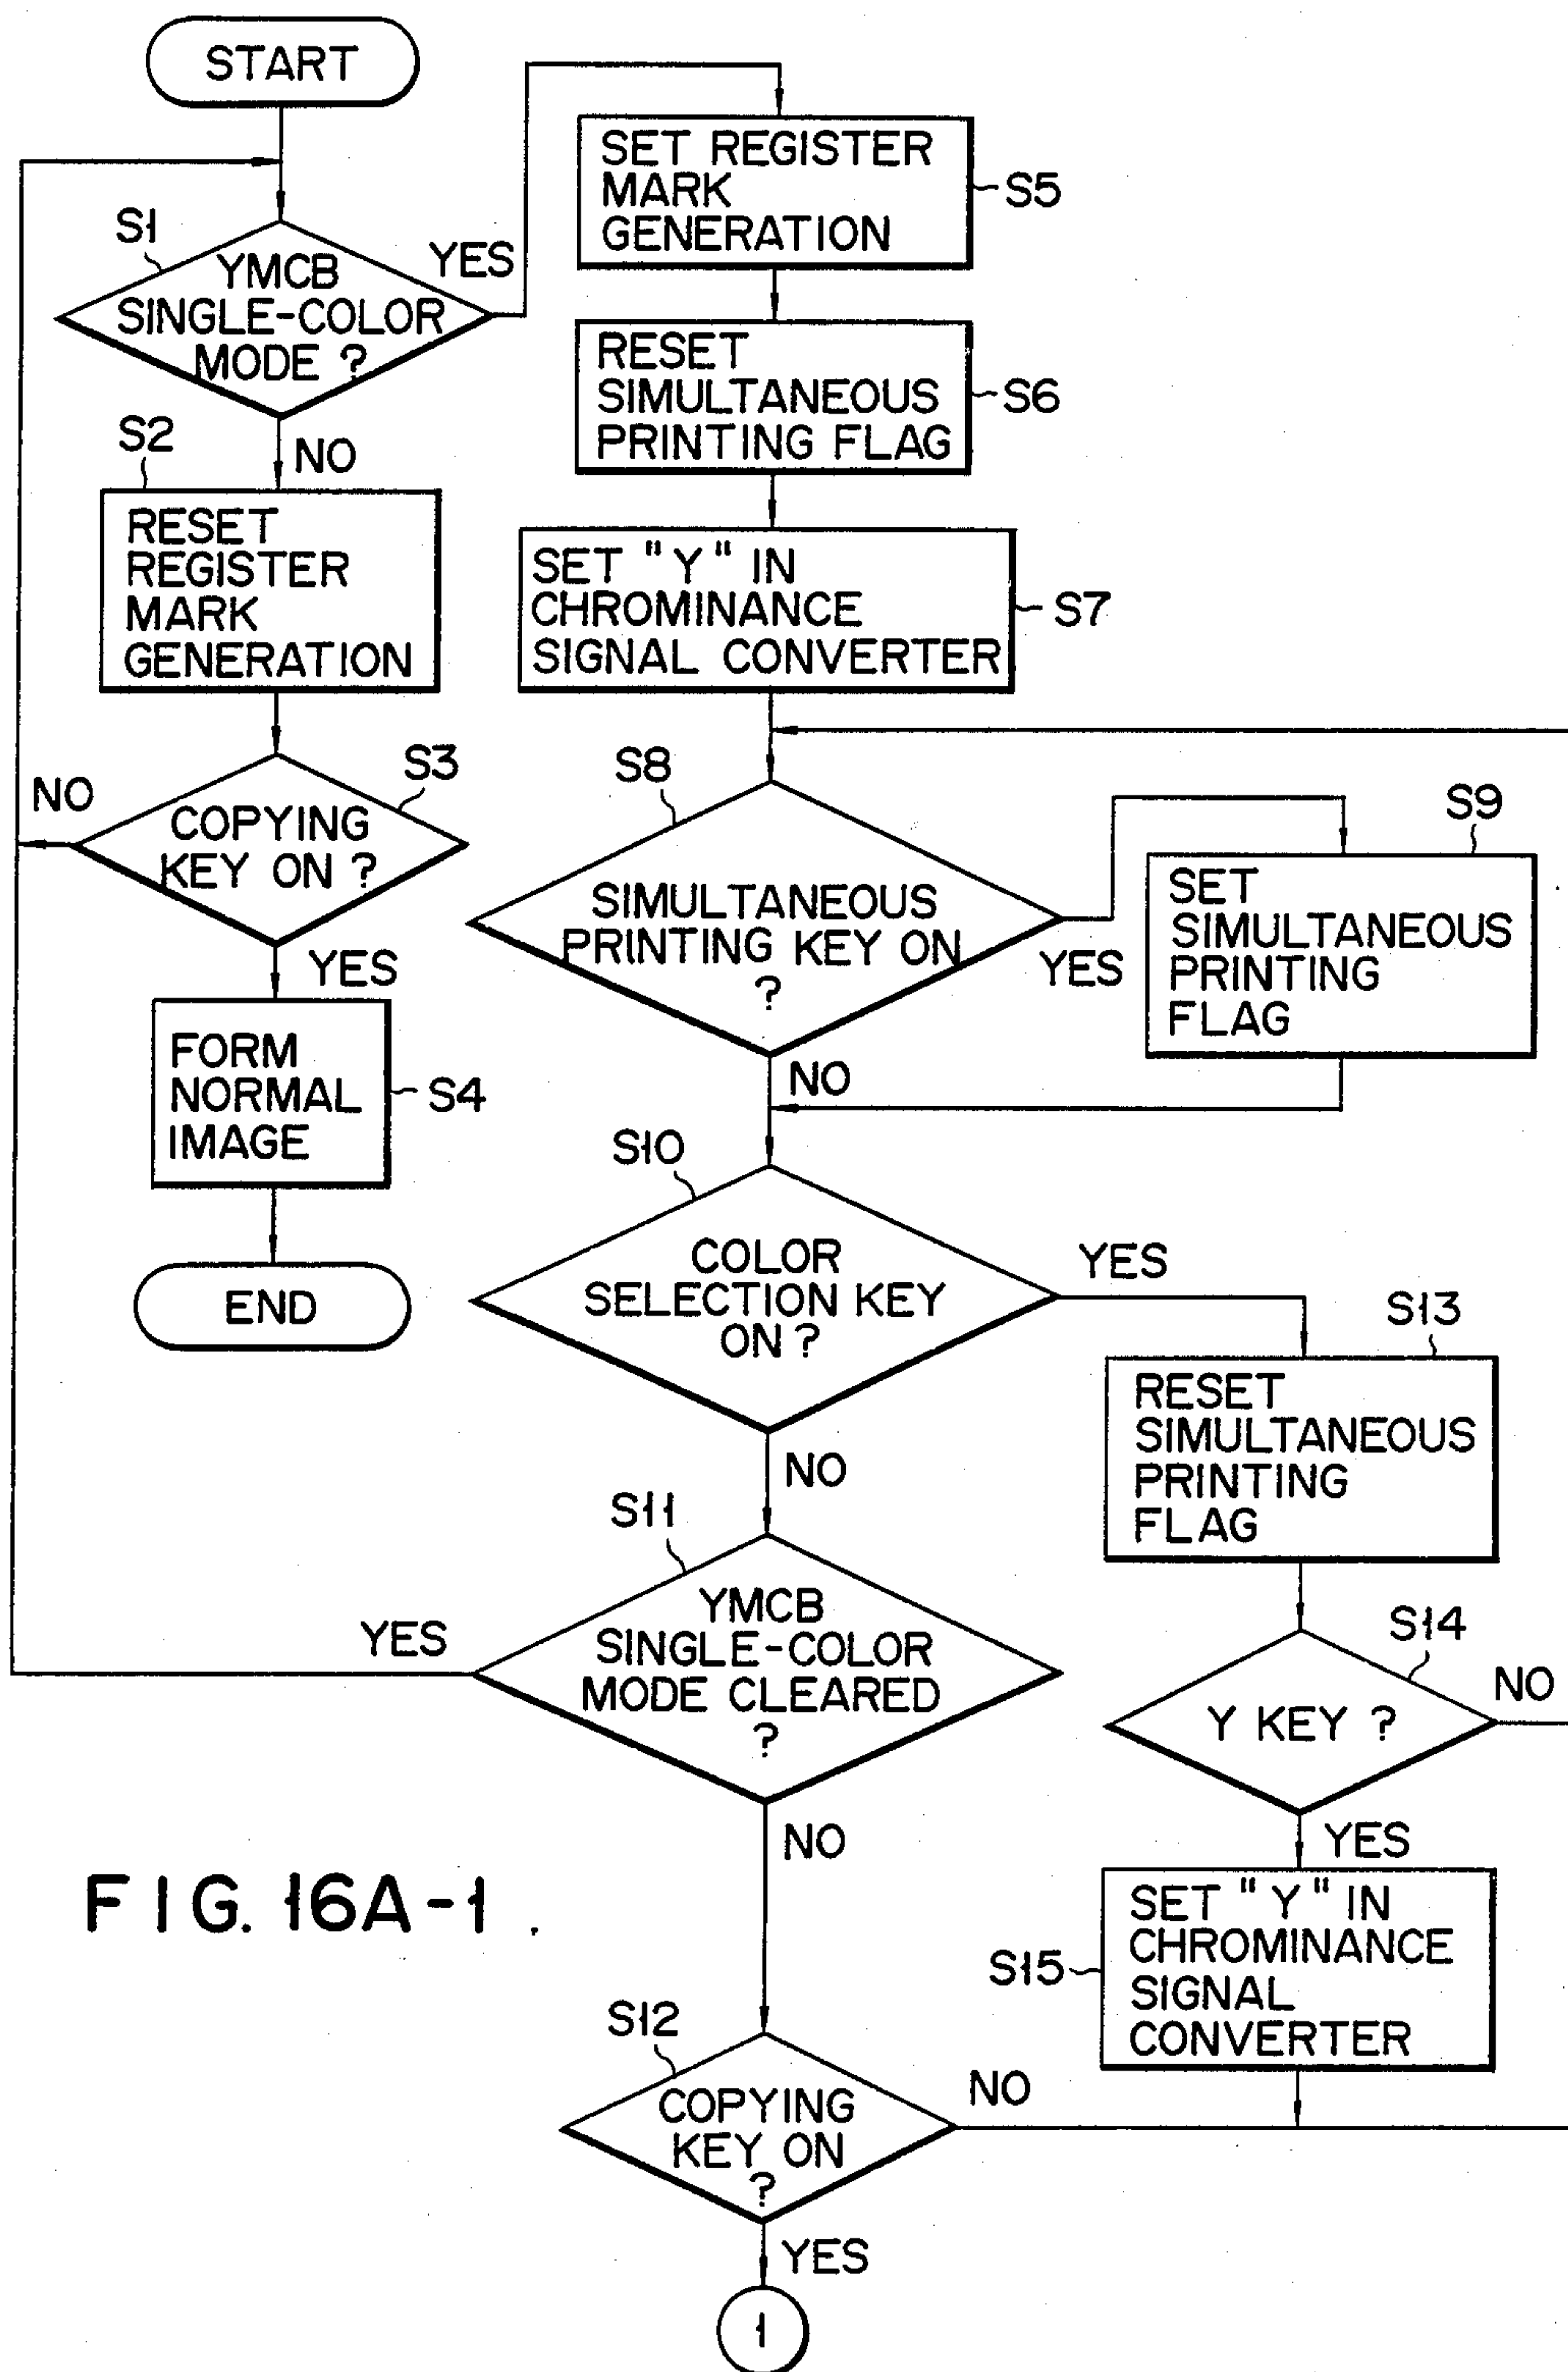 START
S1
YMCB
SINGLE-COLOR
MODE ?
YES
NO
S2
RESET
REGISTER
MARK
GENERATION
S3
COPYING
KEY ON ?
NO
YES
FORM
NORMAL
IMAGE
S4
END
SET REGISTER
MARK
GENERATION
S5
RESET
SIMULTANEOUS
PRINTING FLAG
S6
SET "Y" IN
CHROMINANCE
SIGNAL CONVERTER
S7
S8
SIMULTANEOUS
PRINTING KEY ON
?
YES
NO
S9
SET
SIMULTANEOUS
PRINTING
FLAG
S10
COLOR
SELECTION KEY
ON ?
YES
NO
S11
YMCB
SINGLE-COLOR
MODE CLEARED
?
YES
NO
S12
COPYING
KEY ON
?
NO
YES
1
S13
RESET
SIMULTANEOUS
PRINTING
FLAG
S14
Y KEY ?
NO
YES
S15
SET "Y" IN
CHROMINANCE
SIGNAL
CONVERTER
FIG. 16A-1